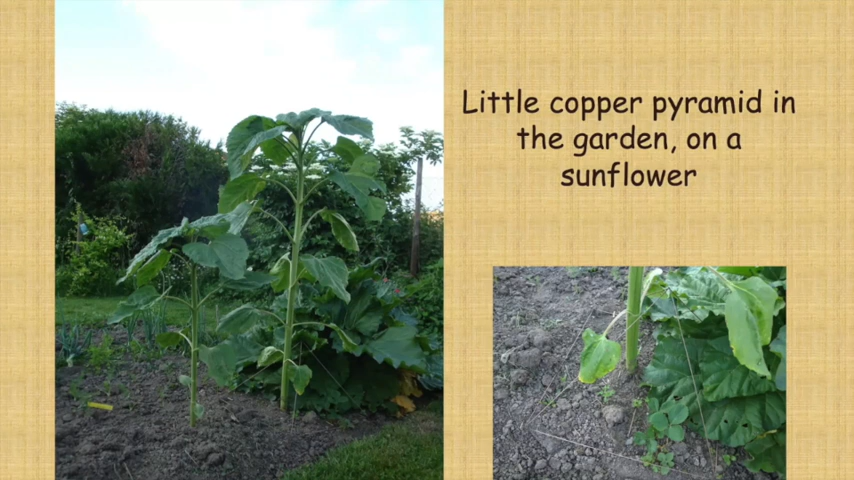 Little copper pyramid in
the garden, on a
sunflower